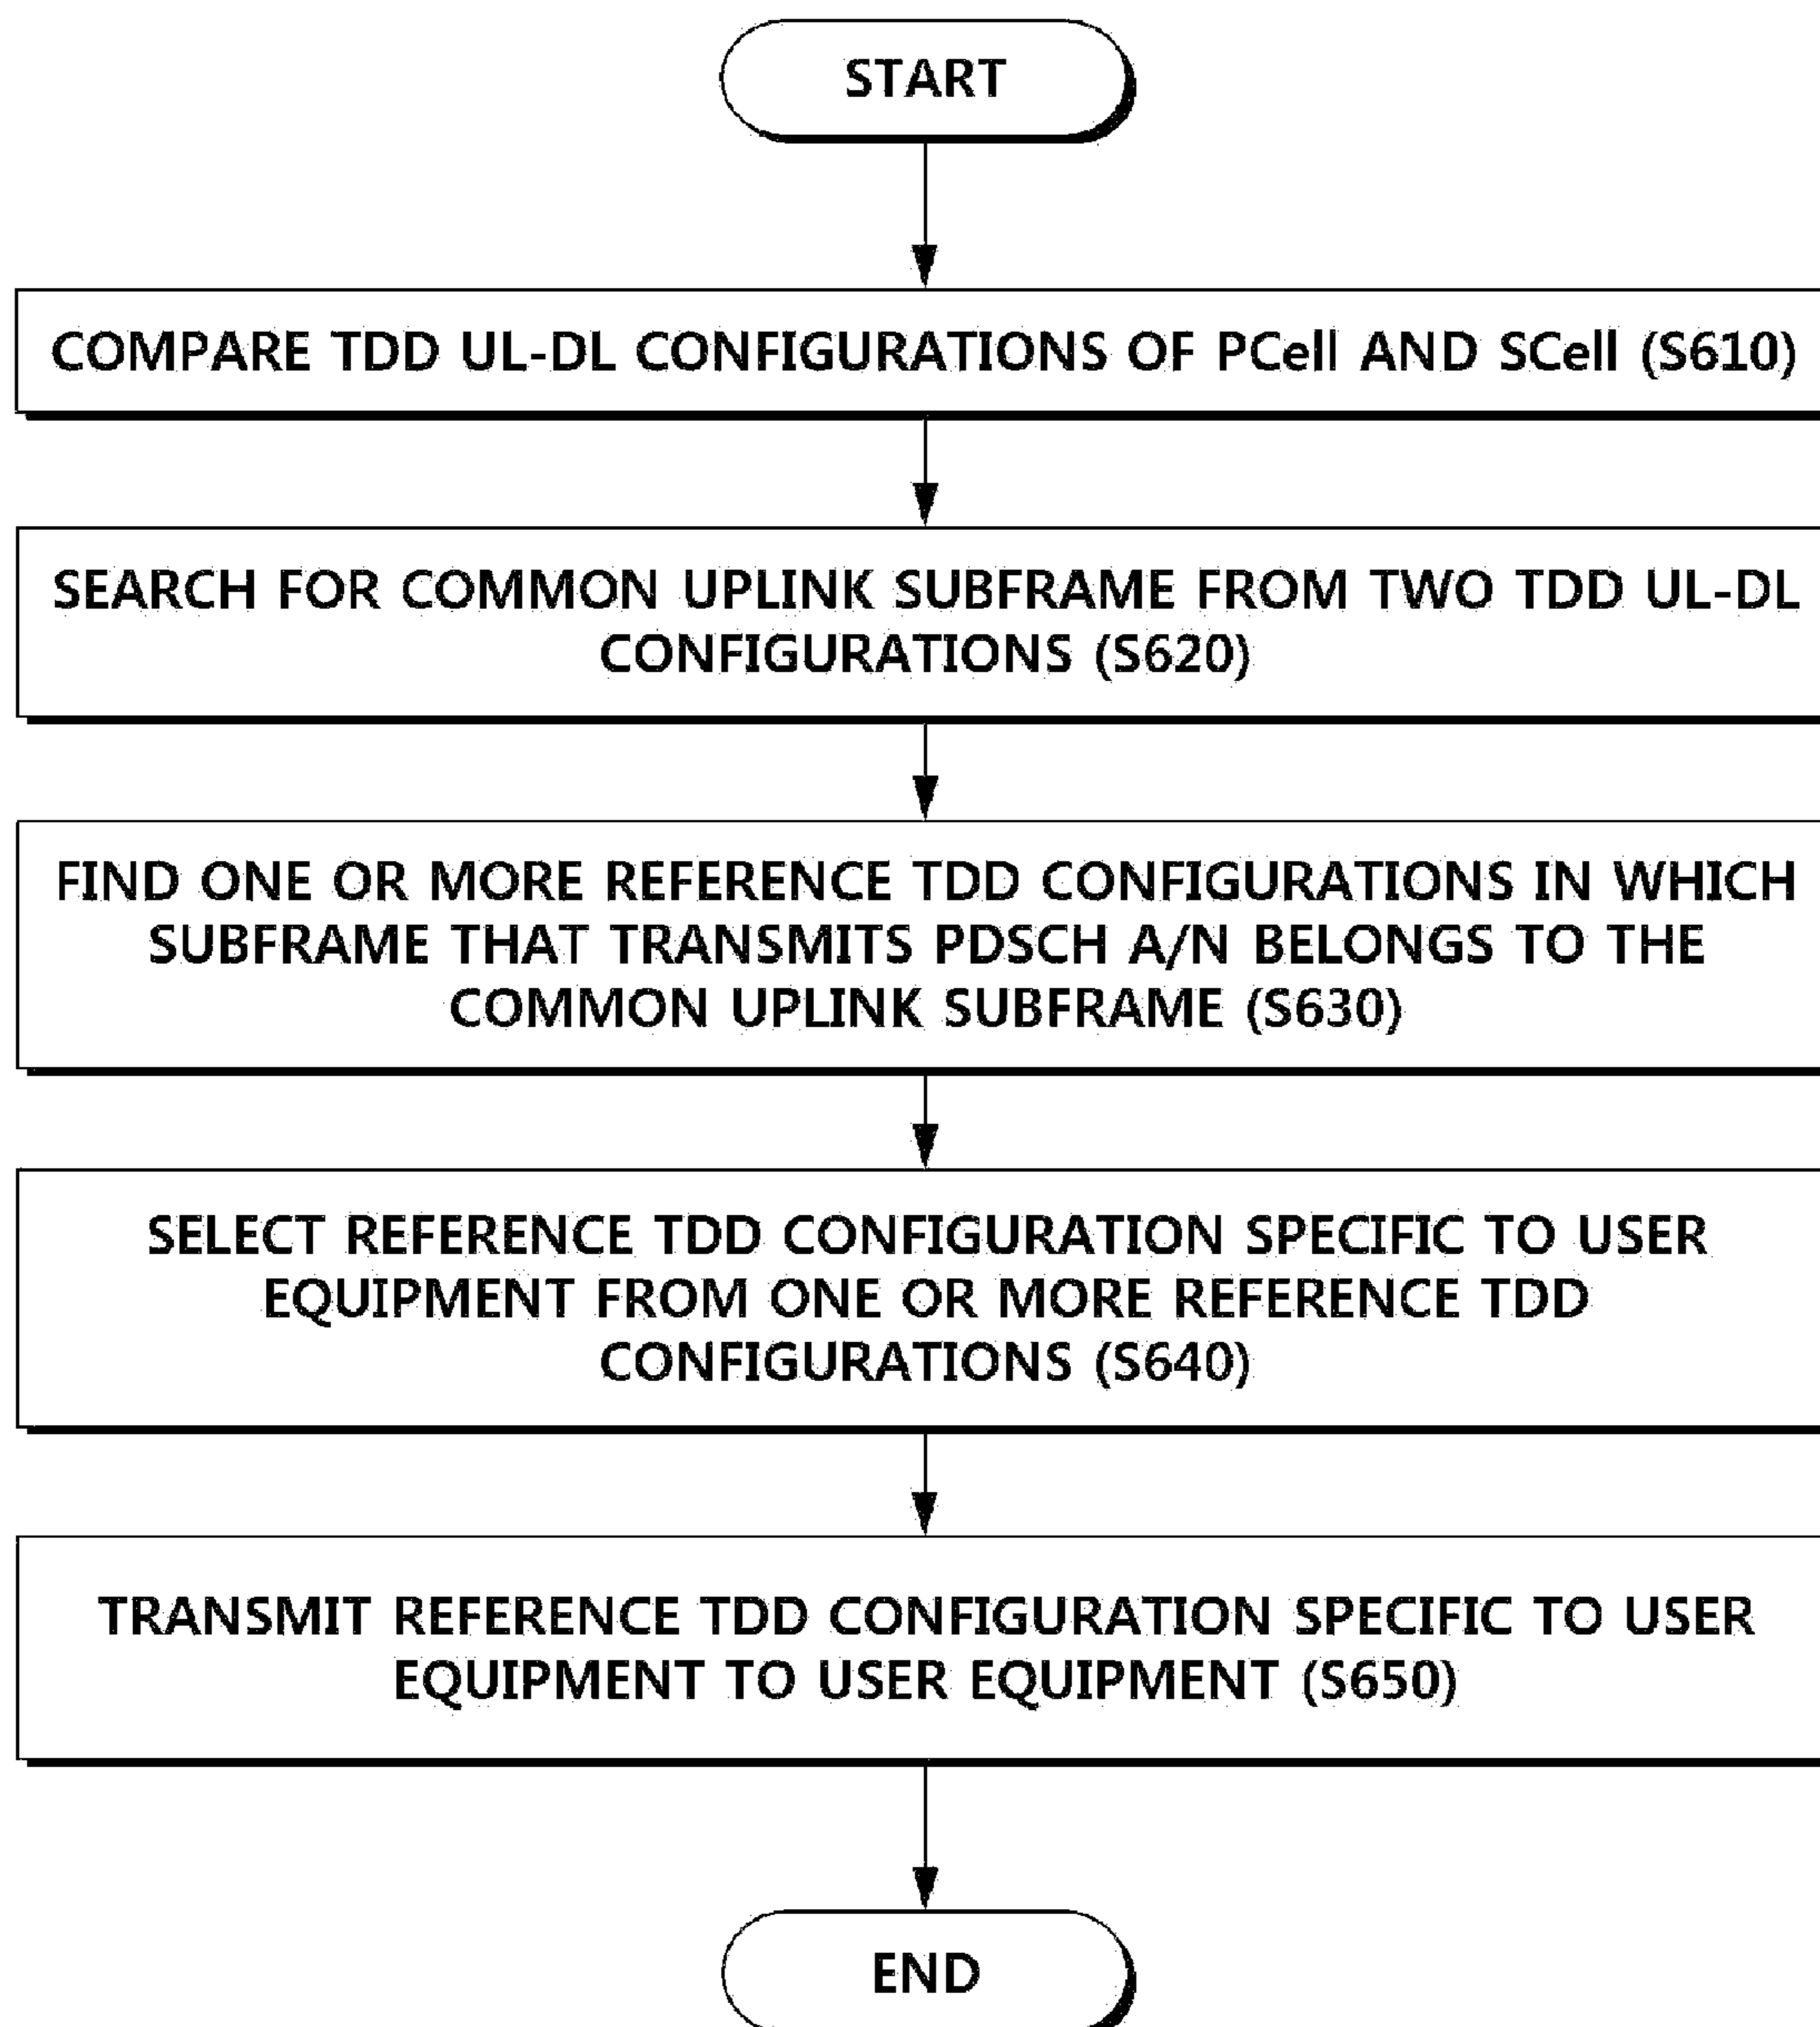 START
COMPARE TDD UL-DL CONFIGURATIONS OF PCell AND SCell (S610)
SEARCH FOR COMMON UPLINK SUBFRAME FROM TWO TDD UL-DL
CONFIGURATIONS (S620)
FIND ONE OR MORE REFERENCE TDD CONFIGURATIONS IN WHICH
SUBFRAME THAT TRANSMITS PDSCH A/N BELONGS TO THE
COMMON UPLINK SUBFRAME (S630)
SELECT REFERENCE TDD CONFIGURATION SPECIFIC TO USER
EQUIPMENT FROM ONE OR MORE REFERENCE TDD
CONFIGURATIONS (S640)
TRANSMIT REFERENCE TDD CONFIGURATION SPECIFIC TO USER
EQUIPMENT TO USER EQUIPMENT (S650)
END